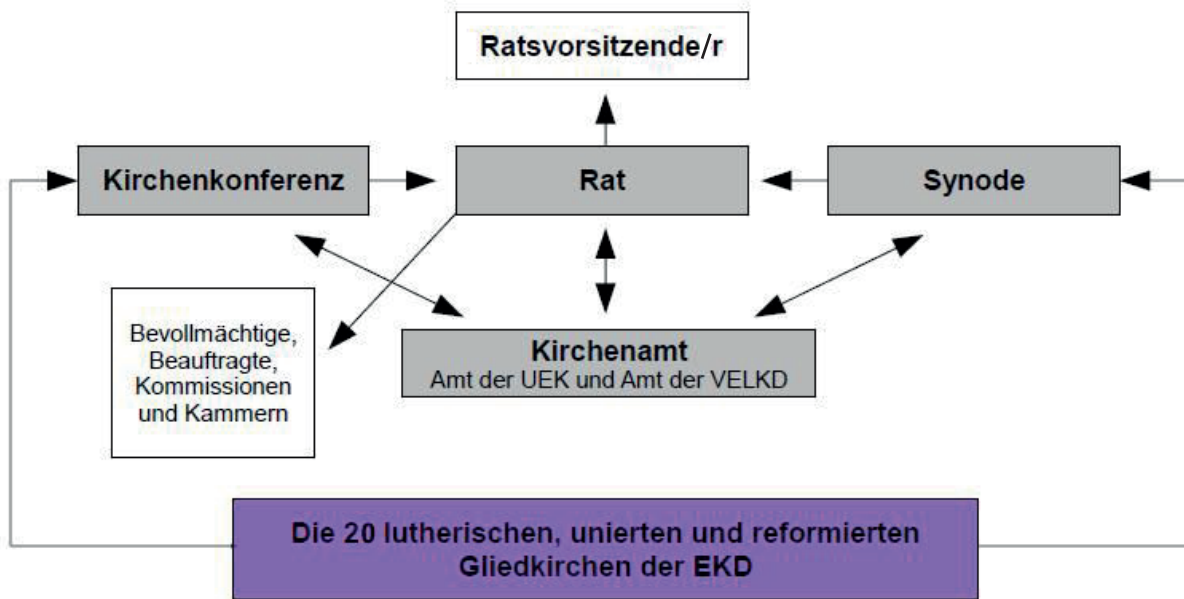 Ratsvorsitzende/r
Kirchenkonferenz
Rat
Synode
Bevollmächtige,
Beauftragte,
Kommissionen
und Kammern
Kirchenamt
Amt der UEK und Amt der VELKD
Die 20 lutherischen, unierten und reformierten
Gliedkirchen der EKD